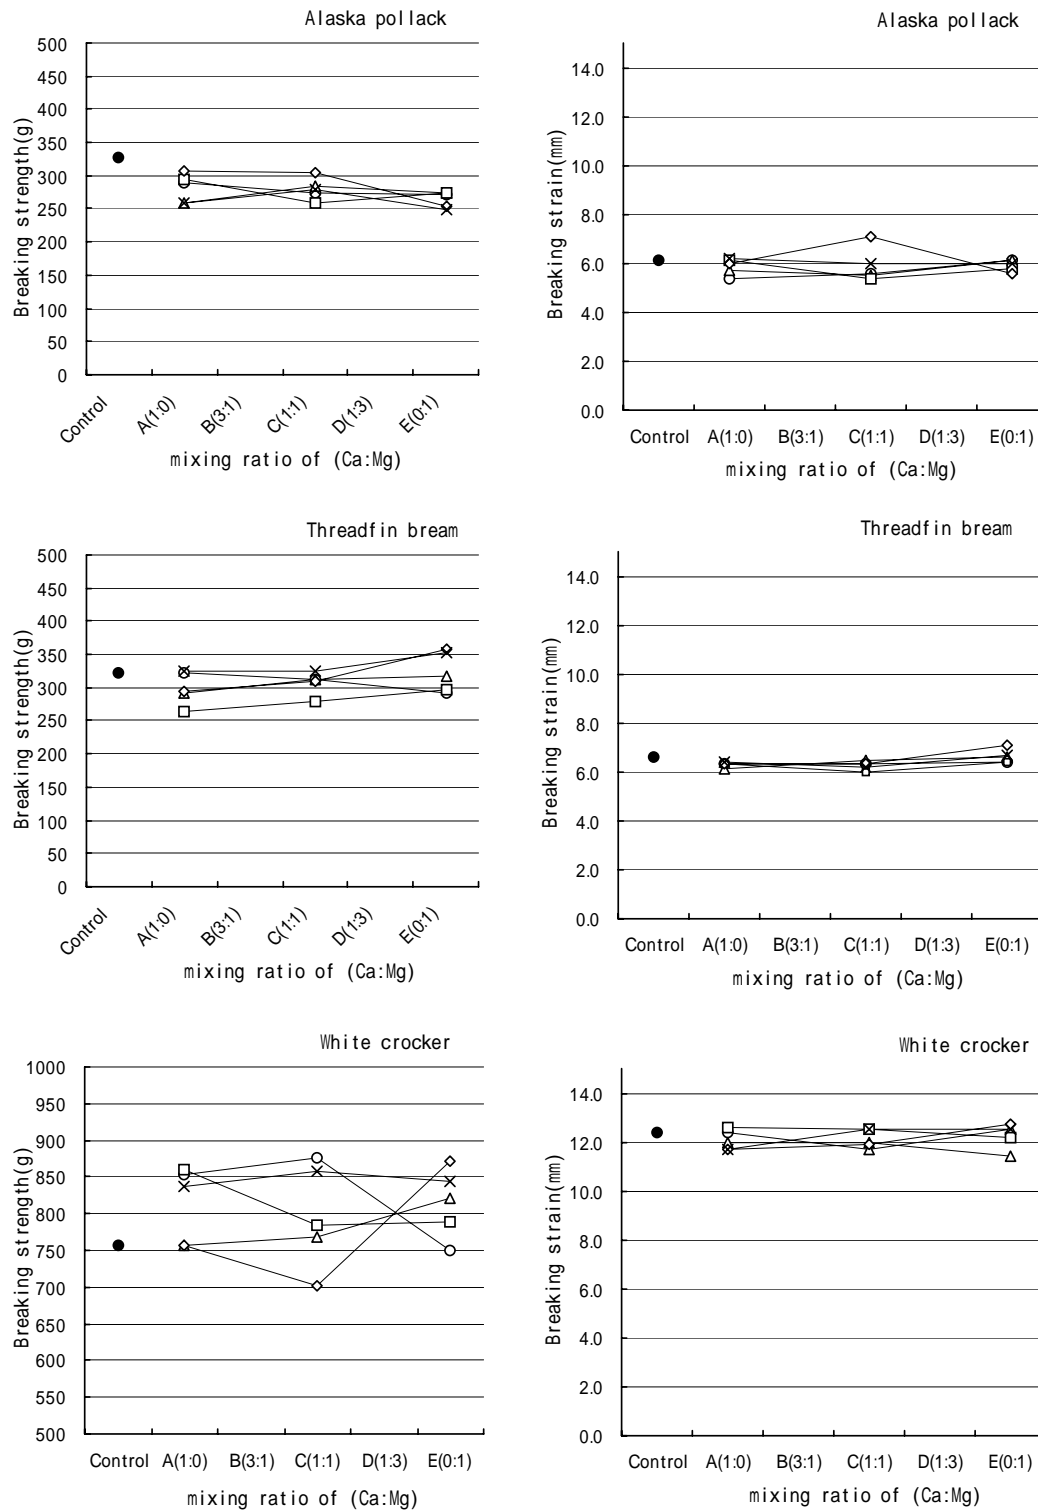 Alaska pollack
500
450
400
350
300
250
200
150
100
50
0
Breaking strength(g)
Control A(1:0) B(3:1) C(1:1) D(1:3) E(0:1)
mixing ratio of (Ca:Mg)
Alaska pollack
14.0
12.0
10.0
8.0
6.0
4.0
2.0
0.0
Breaking strain(mm)
Control A(1:0) B(3:1) C(1:1) D(1:3) E(0:1)
mixing ratio of (Ca:Mg)
Threadfin bream
500
450
400
350
300
250
200
150
100
50
0
Breaking strength(g)
Control A(1:0) B(3:1) C(1:1) D(1:3) E(0:1)
mixing ratio of (Ca:Mg)
Threadfin bream
14.0
12.0
10.0
8.0
6.0
4.0
2.0
0.0
Breaking strain(mm)
Control A(1:0) B(3:1) C(1:1) D(1:3) E(0:1)
mixing ratio of (Ca:Mg)
White crocker
1000
950
900
850
800
750
700
650
600
550
500
Breaking strength(g)
Control A(1:0) B(3:1) C(1:1) D(1:3) E(0:1)
mixing ratio of (Ca:Mg)
White crocker
14.0
12.0
10.0
8.0
6.0
4.0
2.0
0.0
Breaking strain(mm)
Control A(1:0) B(3:1) C(1:1) D(1:3) E(0:1)
mixing ratio of (Ca:Mg)